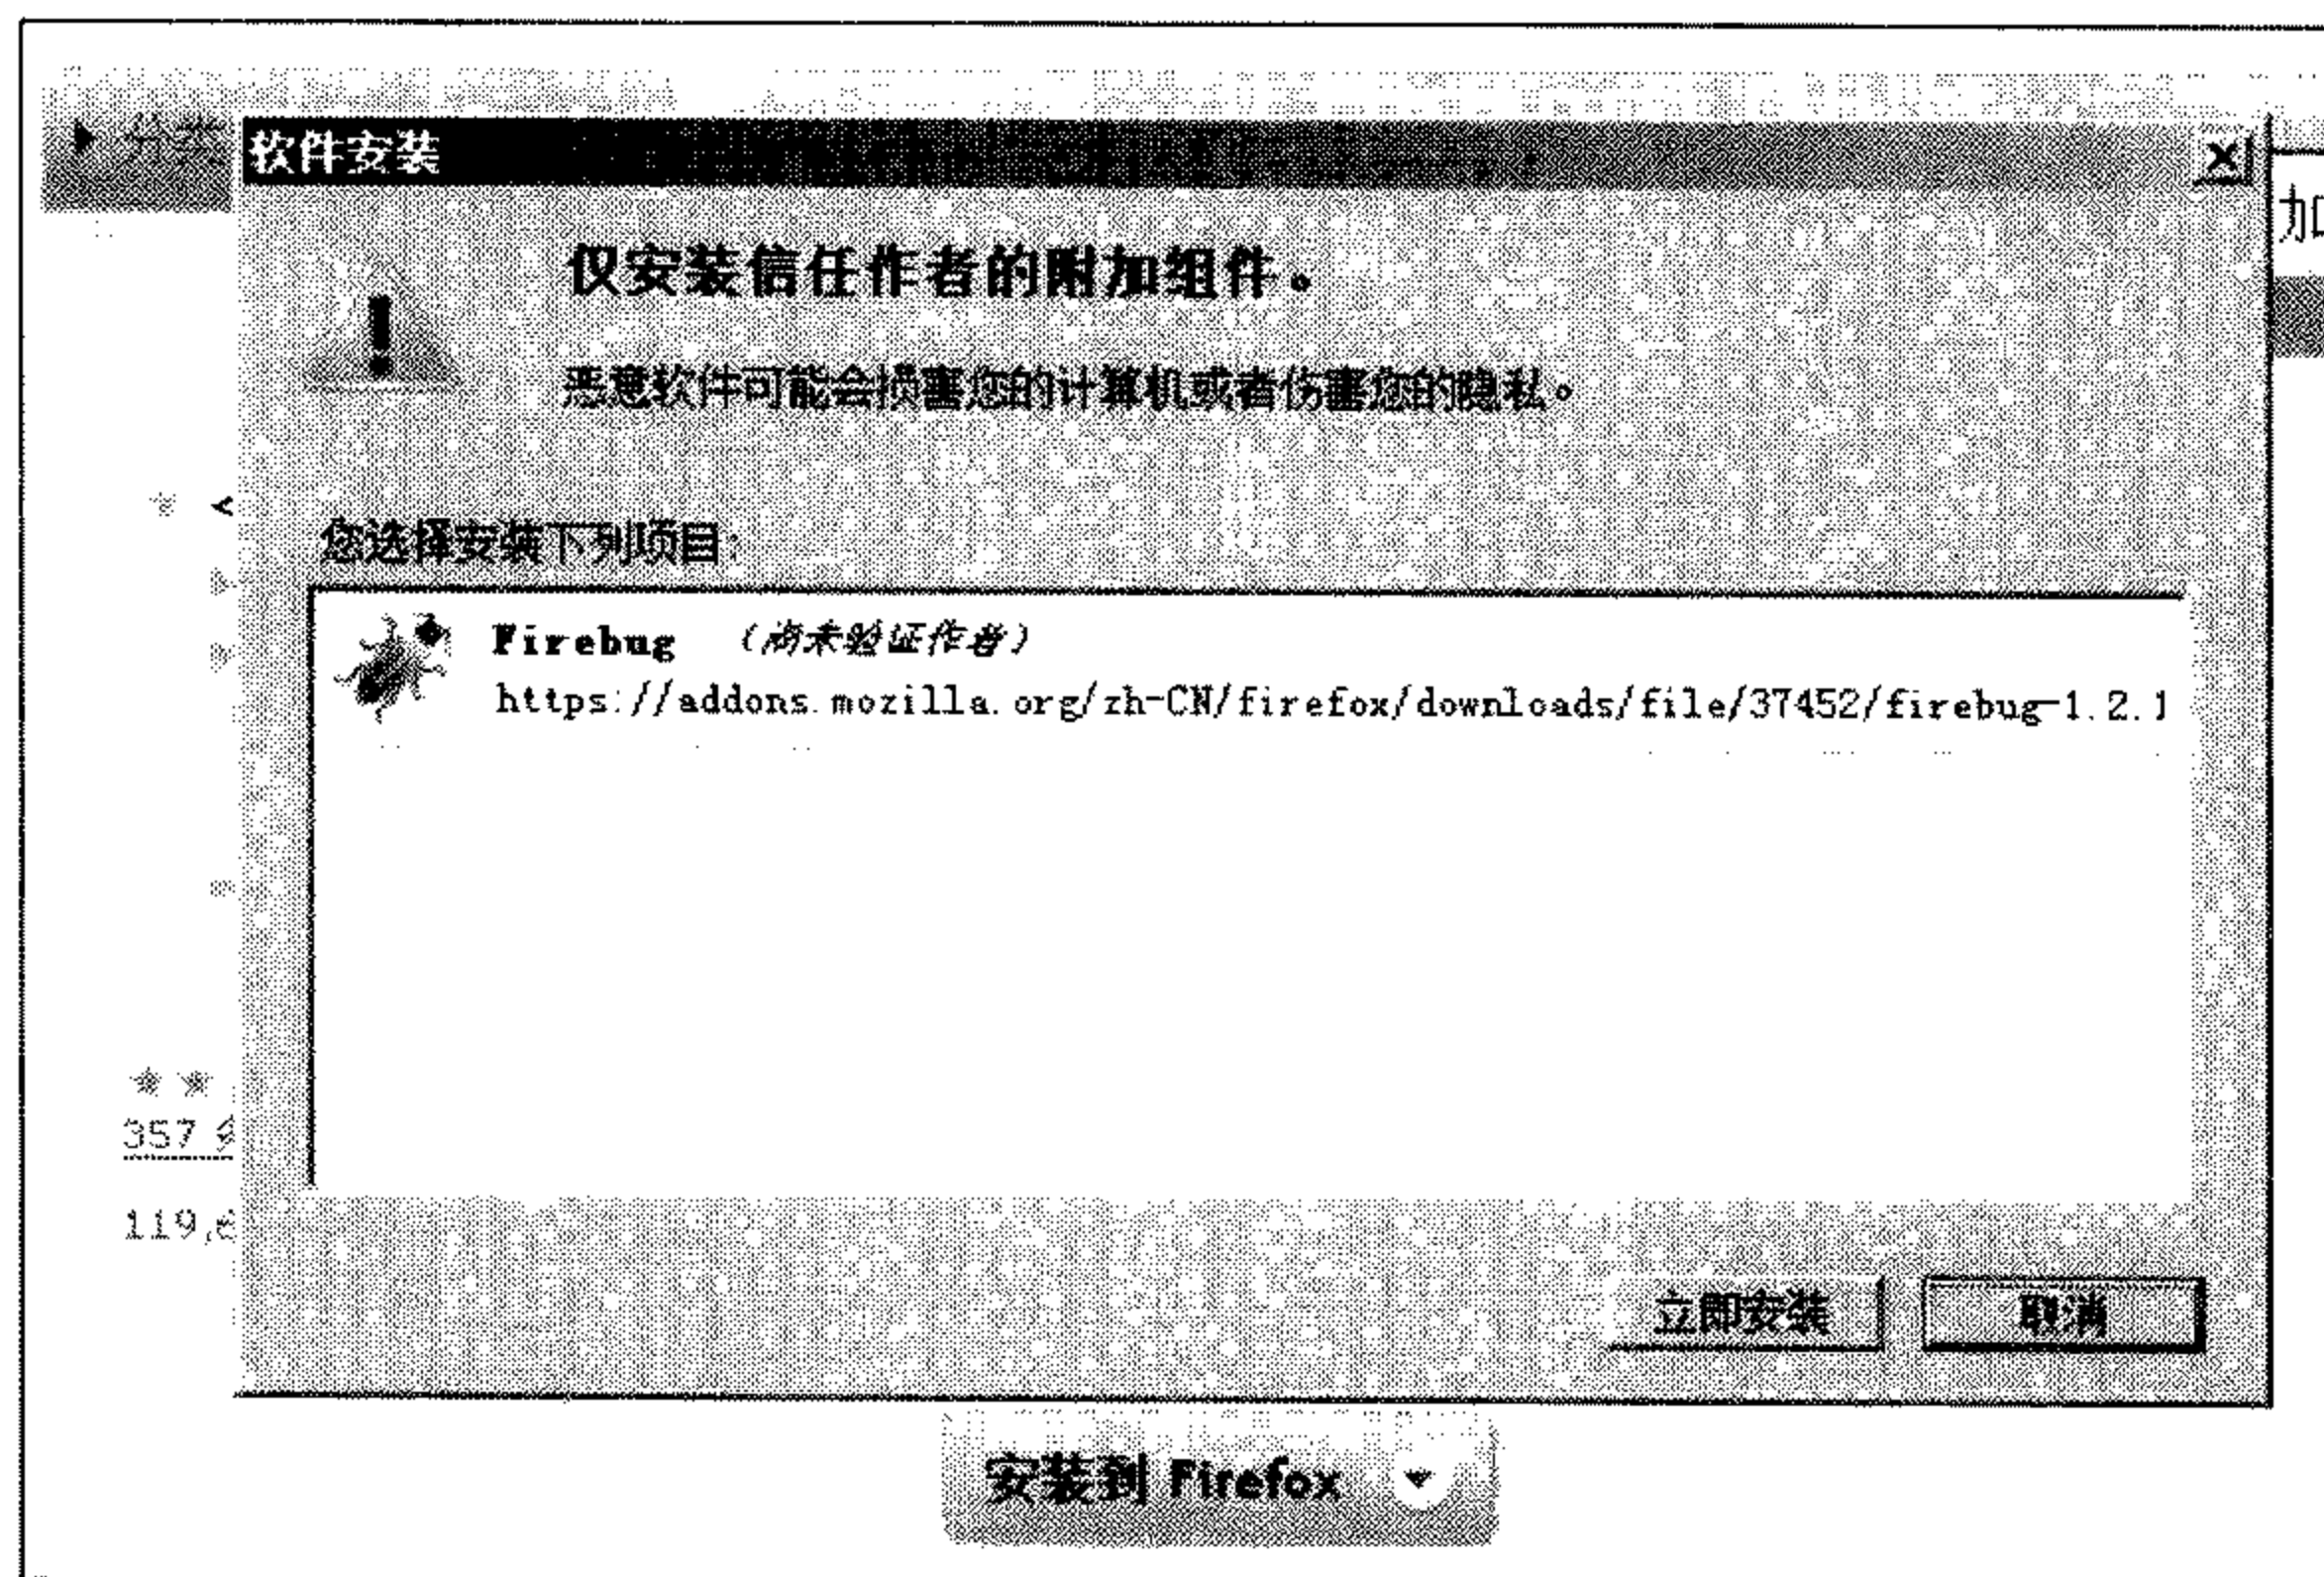 分类
软件安装
加
仅安装信任作者的附加组件。
恶意软件可能会损害您的计算机或者伤害您的隐私。
您选择安装下列项目:
Firebug (尚未验证作者)
https://addons.mozilla.org/zh-CN/firefox/downloads/file/37452/firebug-1.2.1
357
119,
立即安装 取消
安装到 Firefox